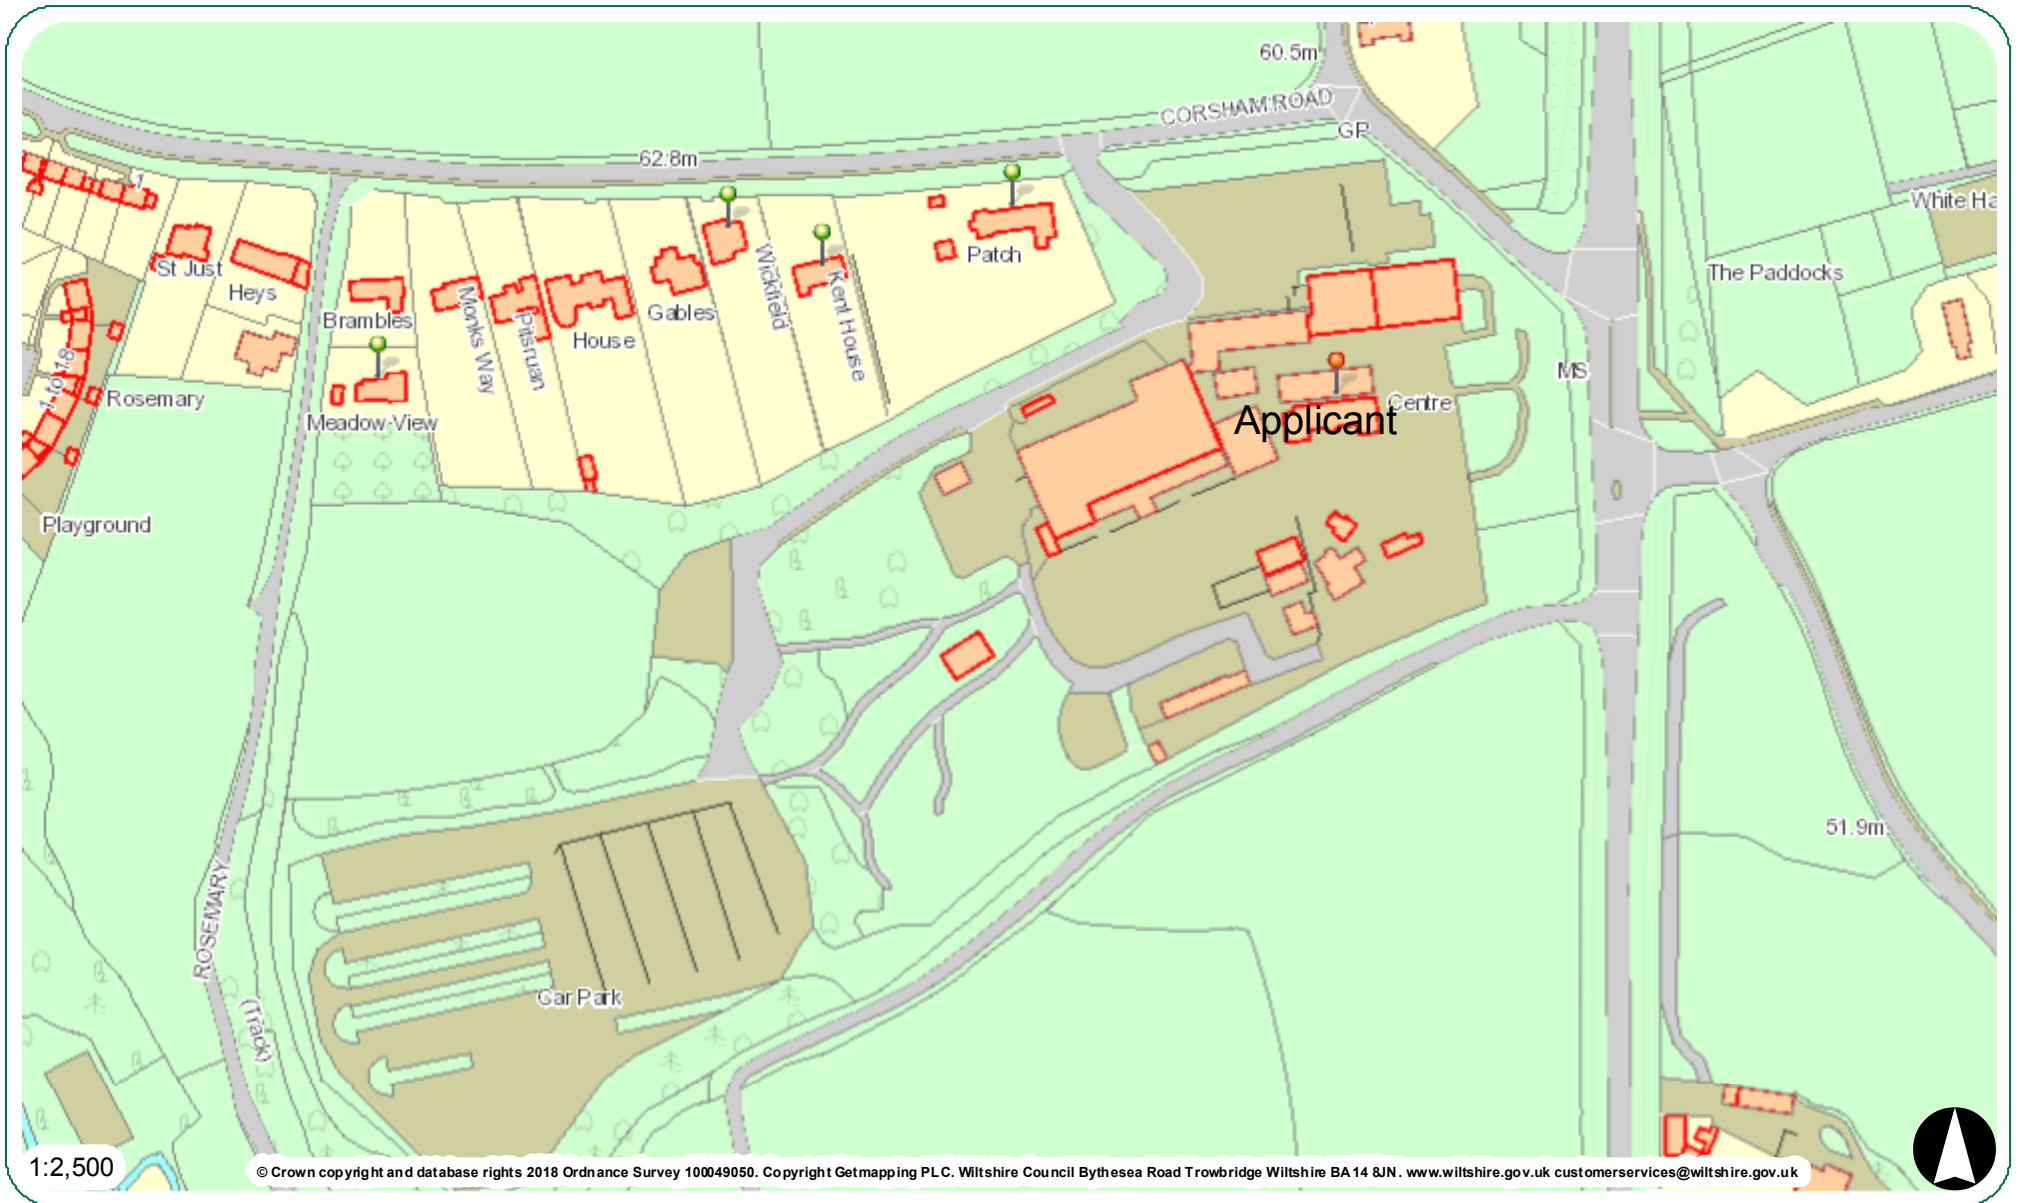 60.5m
CORSHAM ROAD
GP
62.8m
1
White Ha
St Just
Patch
The Paddocks
Heys
Wickfield
Kent House
Gables
Brambles
Monks Way
Pitsruan
House
MS
1 to 18
Rosemary
Centre
Applicant
Meadow View
Playground
51.9m
ROSEMARY
Car Park
(Track)
1:2,500
© Crown copyright and database rights 2018 Ordnance Survey 100049050. Copyright Getmapping PLC. Wiltshire Council Bythesea Road Trowbridge Wiltshire BA14 8JN. www.wiltshire.gov.uk customerservices@wiltshire.gov.uk